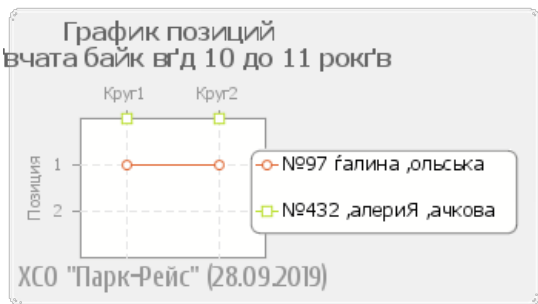 График позиций
вчата байк вґд 10 до 11 рокґв
Круг1 Круг2
Позиция
1
2
№97 ѓалина ‚ольська
№432 ‚алериЯ ‚ачкова
ХСО "Парк-Рейс" (28.09.2019)